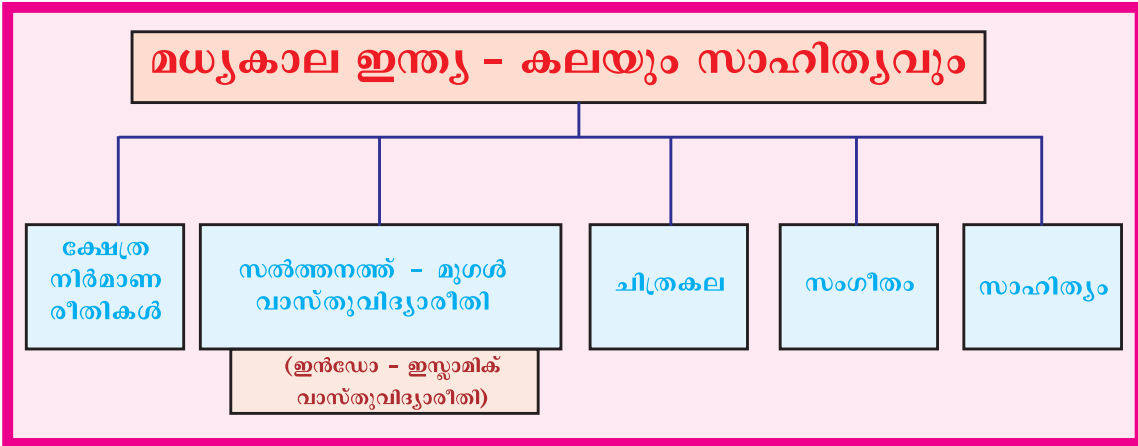 മധ്യകാല ഇന്ത്യ - കലയും സാഹിത്യവും
ക്ഷേത്ര
നിർമാണ
രീതികൾ
സൽത്തനത്ത് - മുഗൾ
വാസ്തുവിദ്യാരീതി
(ഇൻഡോ - ഇസ്ലാമിക്
വാസ്തുവിദ്യാരീതി)
ചിത്രകല
സംഗീതം
സാഹിത്യം